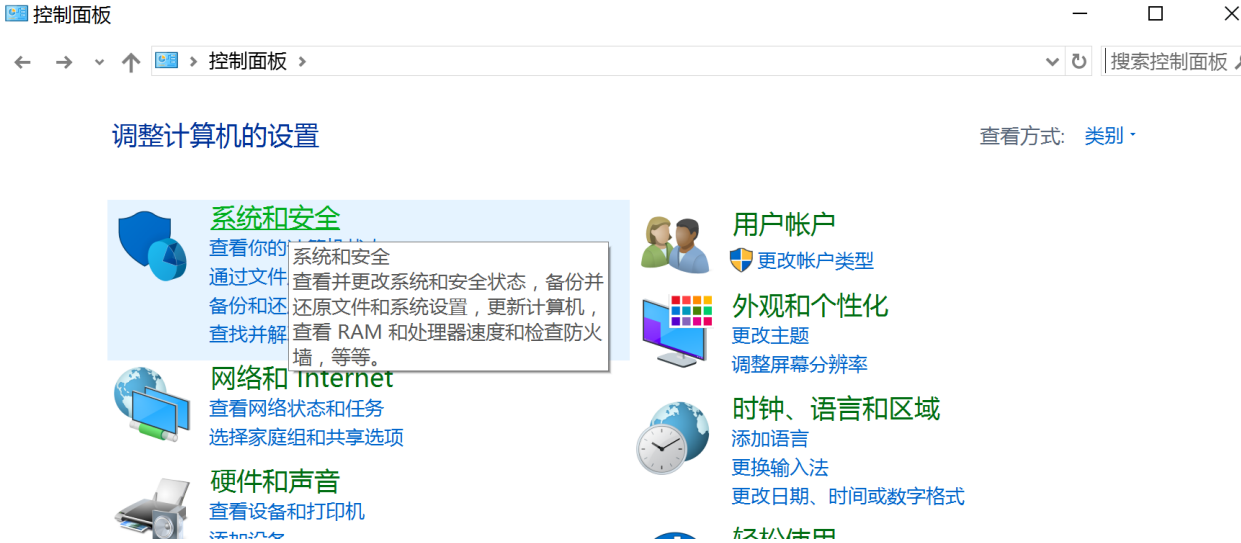 控制面板
控制面板
搜索控制面板
调整计算机的设置
查看方式: 类别
系统和安全
查看你的
通过文件
备份和还
查找并解
系统和安全
查看并更改系统和安全状态，备份并
还原文件和系统设置，更新计算机，
查看 RAM 和处理器速度和检查防火
墙，等等。
网络和 Internet
查看网络状态和任务
选择家庭组和共享选项
硬件和声音
查看设备和打印机
添加设备
用户帐户
更改帐户类型
外观和个性化
更改主题
调整屏幕分辨率
时钟、语言和区域
添加语言
更换输入法
更改日期、时间或数字格式
轻松使用